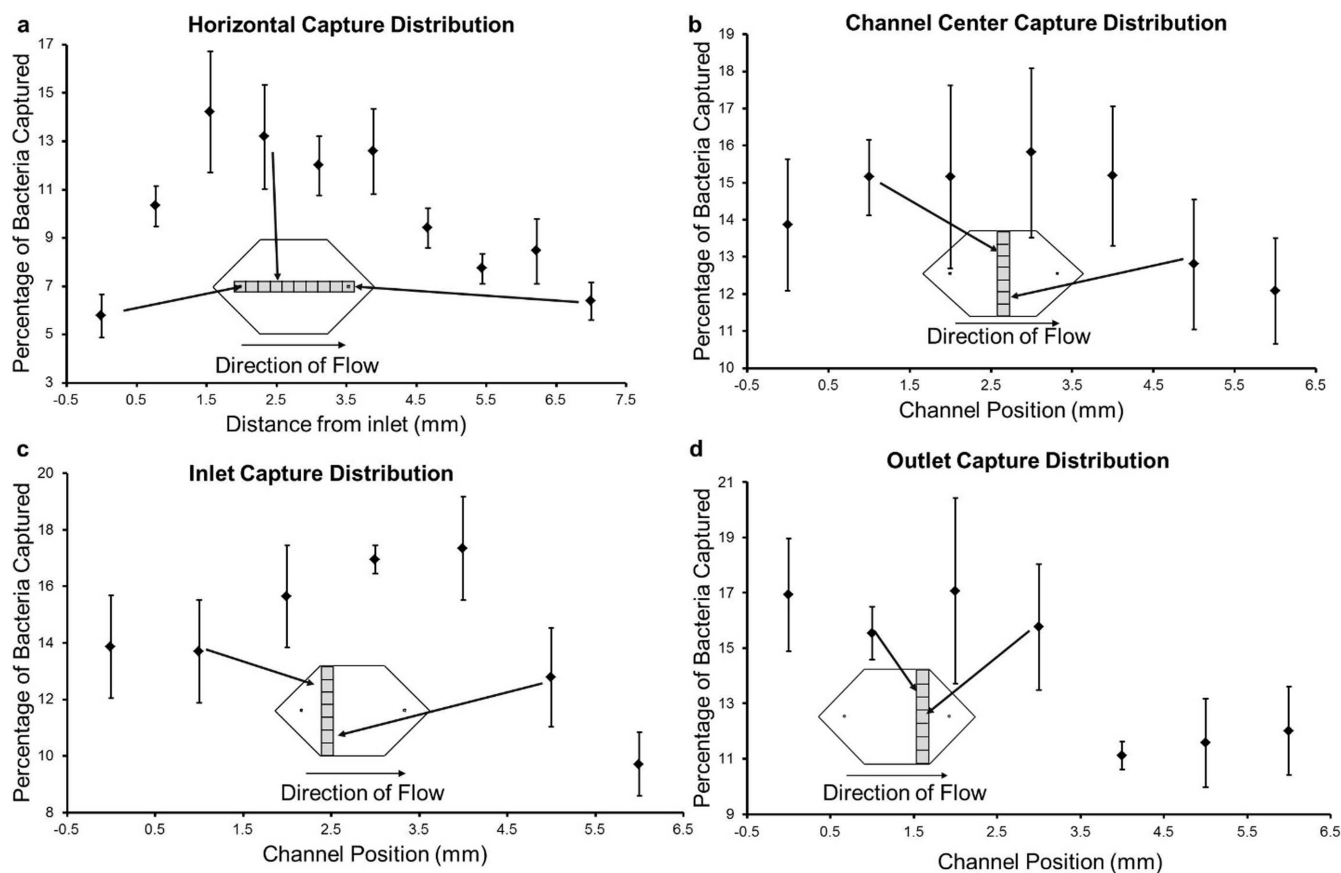 a
Horizontal Capture Distribution
Percentage of Bacteria Captured
17
15
13
11
9
7
5
3
-0.5 0.5 1.5 2.5 3.5 4.5 5.5 6.5 7.5
Direction of Flow
Distance from inlet (mm)
b
Channel Center Capture Distribution
Percentage of Bacteria Captured
19
18
17
16
15
14
13
12
11
10
-0.5 0.5 1.5 2.5 3.5 4.5 5.5 6.5
Direction of Flow
Channel Position (mm)
c
Inlet Capture Distribution
Percentage of Bacteria Captured
20
18
16
14
12
10
8
-0.5 0.5 1.5 2.5 3.5 4.5 5.5 6.5
Direction of Flow
Channel Position (mm)
d
Outlet Capture Distribution
Percentage of Bacteria Captured
21
19
17
15
13
11
9
-0.5 0.5 1.5 2.5 3.5 4.5 5.5 6.5
Direction of Flow
Channel Position (mm)